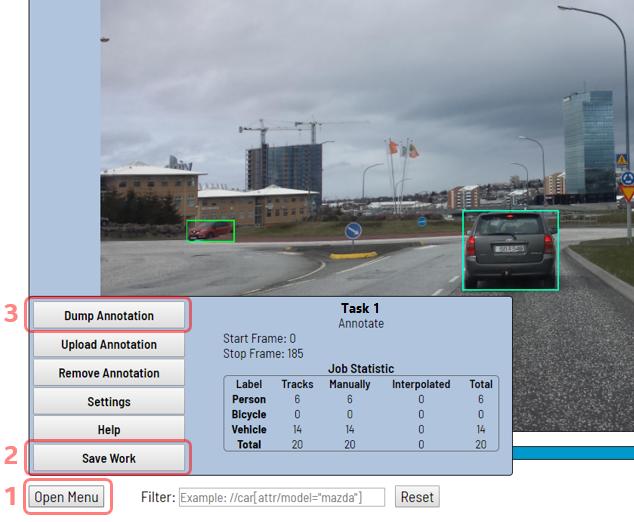 3
Dump Annotation
Upload Annotation
Remove Annotation
Settings
Help
2
Save Work
Task 1
Annotate
Start Frame: 0
Stop Frame: 185
Job Statistic
Label Tracks Manually Interpolated Total
Person 6 6 0 6
Bicycle 0 0 0 0
Vehicle 14 14 0 14
Total 20 20 0 20
1
Open Menu
Filter: Example: //car[attr/model="mazda"]
Reset